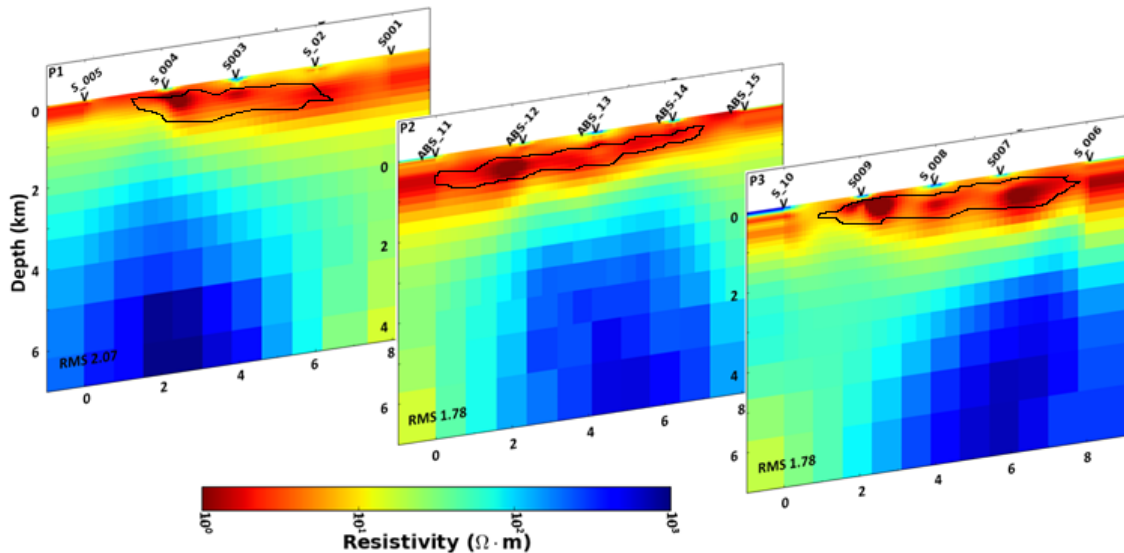 P1
S_005
S_004
S003
S_02
S001
0
2
4
6
Depth (km)
RMS 2.07
0
2
4
6
P2
ABS_11
ABS-12
ABS_13
ABS-14
ABS_15
0
2
4
6
8
RMS 1.78
0
2
4
6
P3
S_10
S009
S_008
S007
S_006
0
2
4
6
8
RMS 1.78
0
2
4
6
8
10⁰
10¹
10²
10³
Resistivity (Ω · m)